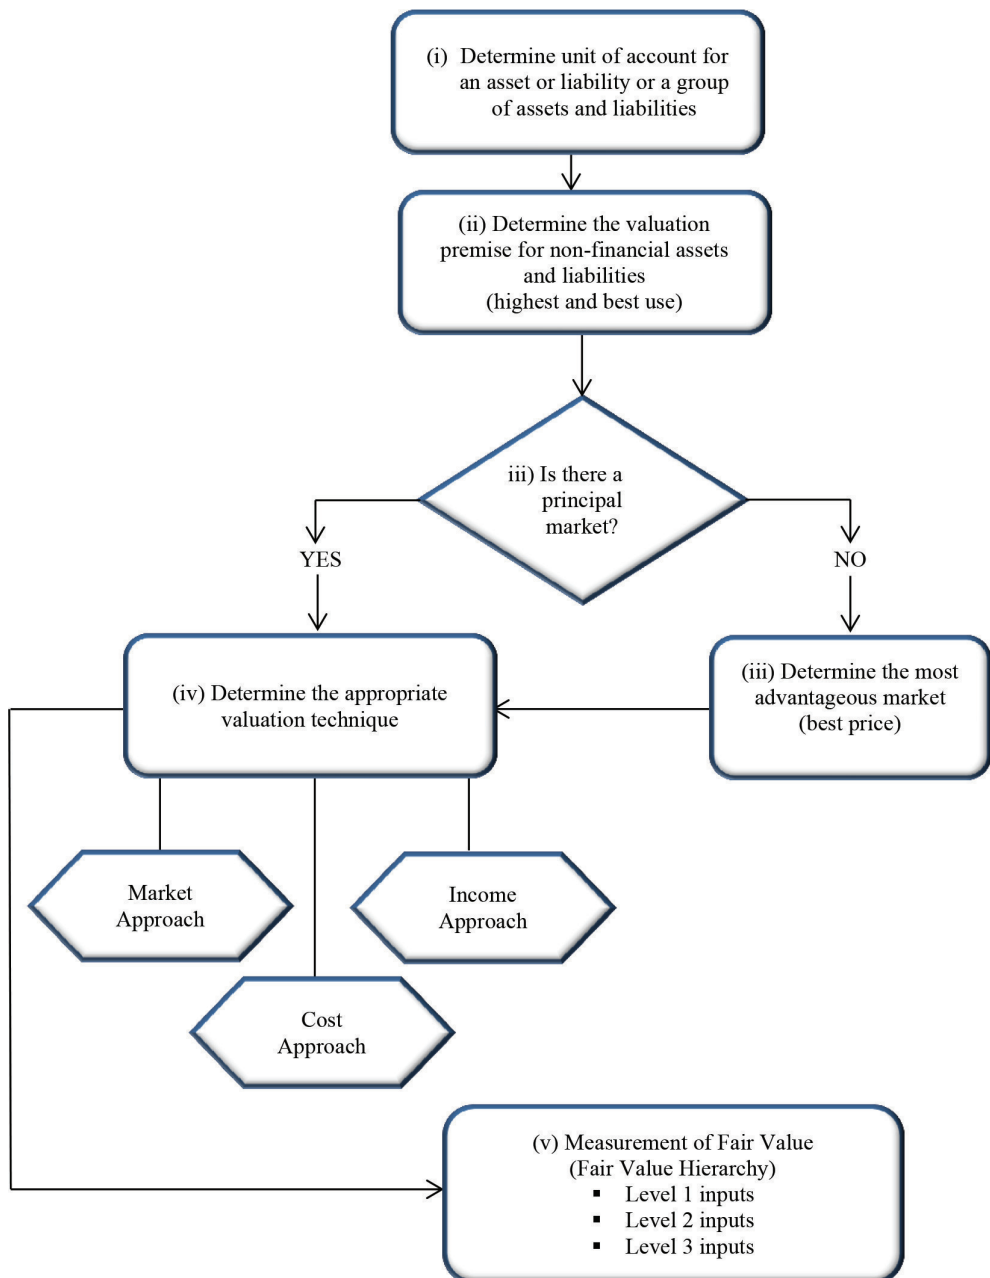 (i) Determine unit of account for
an asset or liability or a group
of assets and liabilities
(ii) Determine the valuation
premise for non-financial assets
and liabilities
(highest and best use)
iii) Is there a
principal
market?
YES
NO
(iv) Determine the appropriate
valuation technique
(iii) Determine the most
advantageous market
(best price)
Market
Approach
Income
Approach
Cost
Approach
(v) Measurement of Fair Value
(Fair Value Hierarchy)
▪ Level 1 inputs
▪ Level 2 inputs
▪ Level 3 inputs